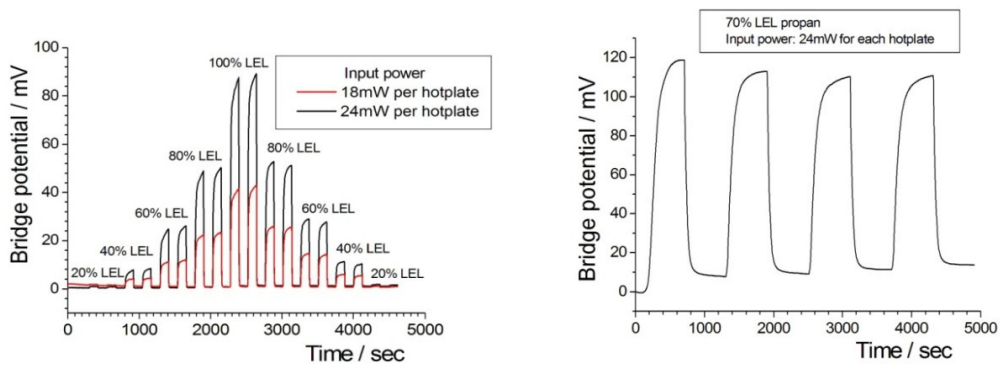 100
80
60
40
20
0
Bridge potential / mV
100% LEL
80% LEL
80% LEL
60% LEL
60% LEL
40% LEL
40% LEL
20% LEL
20% LEL
Input power
18mW per hotplate
24mW per hotplate
0 1000 2000 3000 4000 5000
Time / sec
70% LEL propan
Input power: 24mW for each hotplate
120
100
80
60
40
20
0
Bridge potential / mV
0 1000 2000 3000 4000 5000
Time / sec